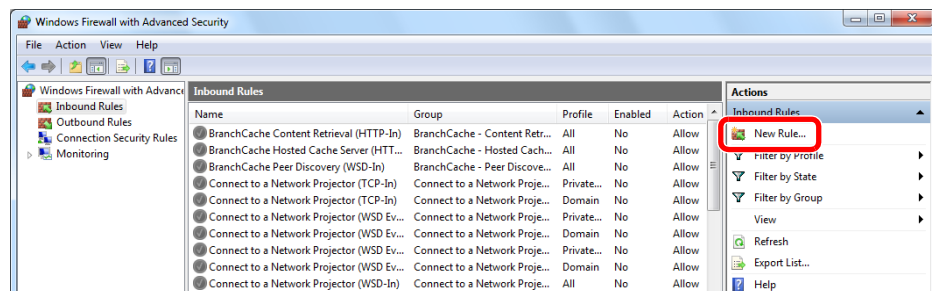 Windows Firewall with Advanced Security
File Action View Help
Windows Firewall with Advance
Inbound Rules
Outbound Rules
Connection Security Rules
Monitoring
Inbound Rules
Name Group Profile Enabled Action
BranchCache Content Retrieval (HTTP-In) BranchCache - Content Retr... All No Allow
BranchCache Hosted Cache Server (HTT... BranchCache - Hosted Cach... All No Allow
BranchCache Peer Discovery (WSD-In) BranchCache - Peer Discove... All No Allow
Connect to a Network Projector (TCP-In) Connect to a Network Proje... Private... No Allow
Connect to a Network Projector (TCP-In) Connect to a Network Proje... Domain No Allow
Connect to a Network Projector (WSD Ev... Connect to a Network Proje... Private... No Allow
Connect to a Network Projector (WSD Ev... Connect to a Network Proje... Domain No Allow
Connect to a Network Projector (WSD Ev... Connect to a Network Proje... Private... No Allow
Connect to a Network Projector (WSD Ev... Connect to a Network Proje... Domain No Allow
Connect to a Network Projector (WSD-In) Connect to a Network Proje... All No Allow
Actions
Inbound Rules
New Rule...
Filter by Profile
Filter by State
Filter by Group
View
Refresh
Export List...
Help